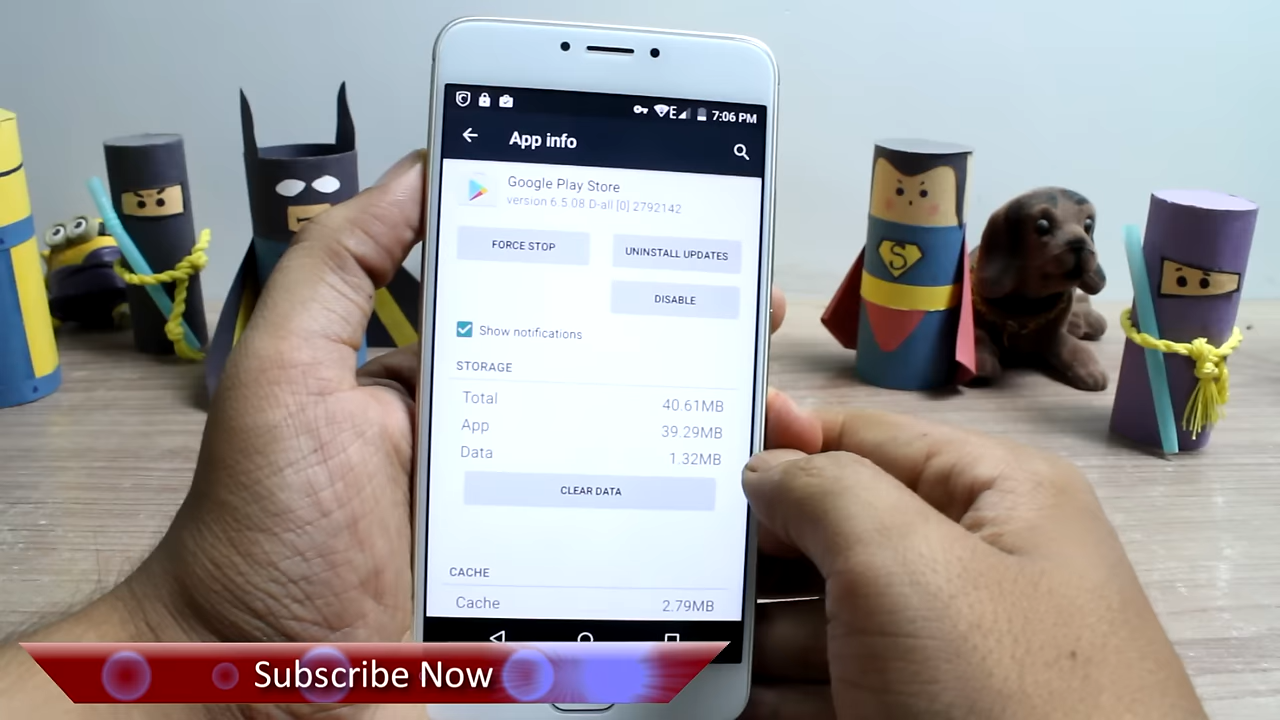 7:06 PM
App info
Google Play Store
version 6.5.08.D-all [0] 2792142
FORCE STOP
UNINSTALL UPDATES
DISABLE
Show notifications
STORAGE
Total 40.61MB
App 39.29MB
Data 1.32MB
CLEAR DATA
CACHE
Cache 2.79MB
S
Subscribe Now